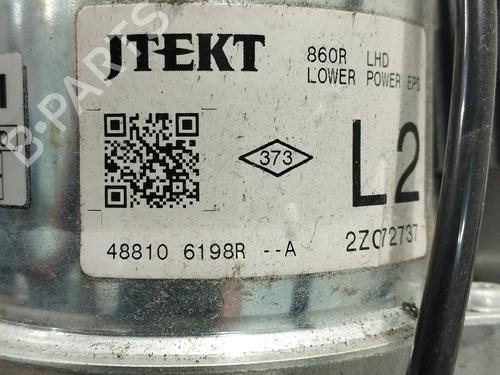 JTEKT
860R LHD
LOWER POWER EPS
373
L2
48810 6198R --A
2Z072737
B-PARTS